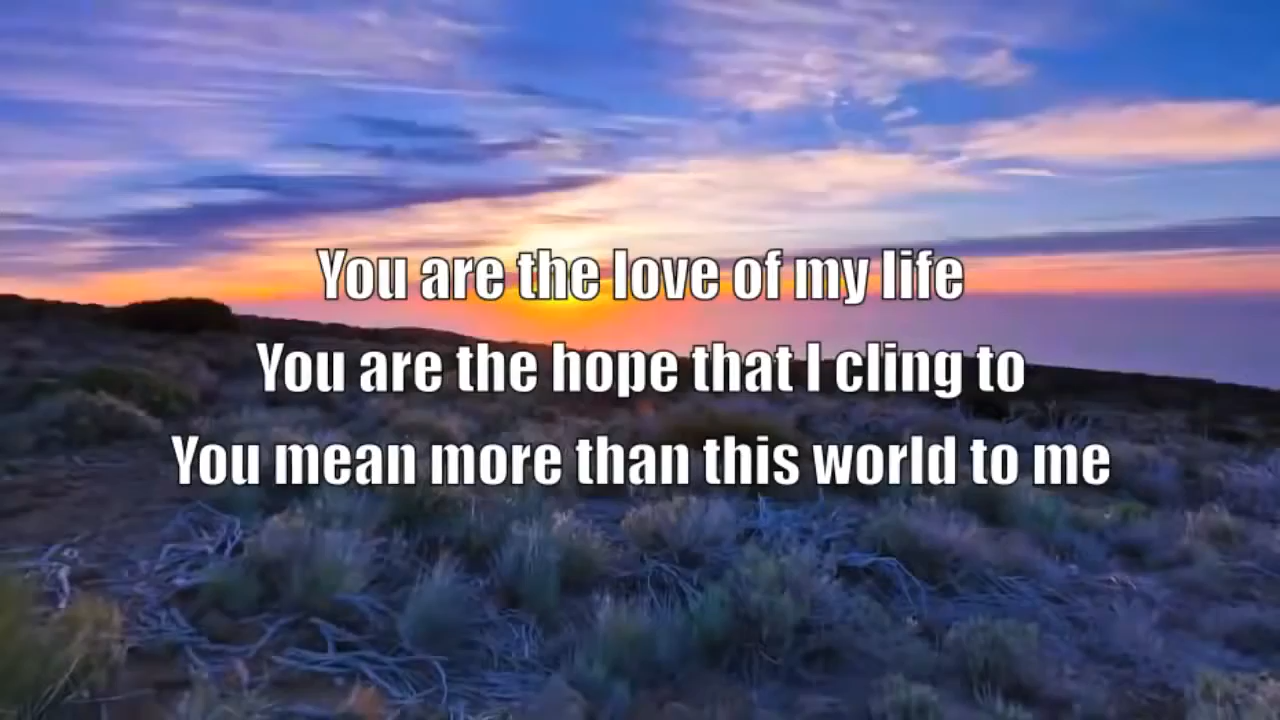 You are the love of my life
You are the hope that I cling to
You mean more than this world to me